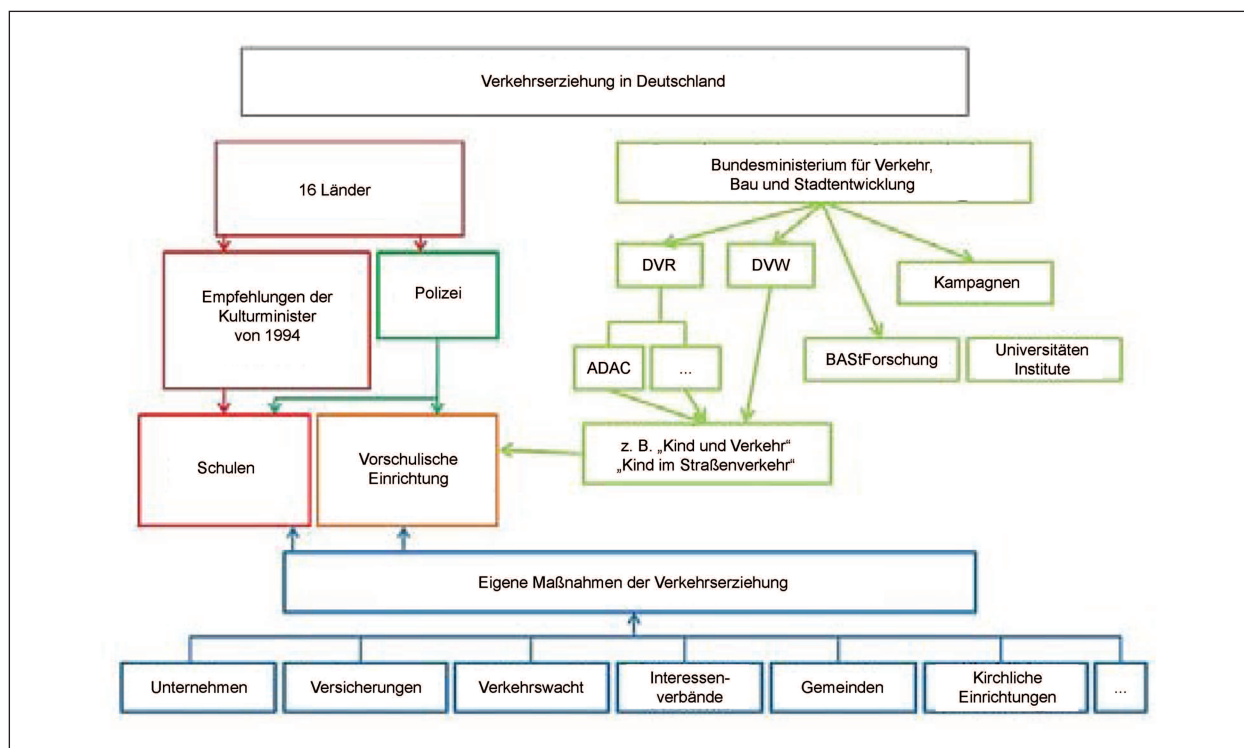 Verkehrserziehung in Deutschland
16 Länder
Bundesministerium für Verkehr,
Bau und Stadtentwicklung
Empfehlungen der
Kulturminister
von 1994
Polizei
DVR
DVW
Kampagnen
ADAC
...
BAStForschung
Universitäten
Institute
Schulen
Vorschulische
Einrichtung
z. B. „Kind und Verkehr“
„Kind im Straßenverkehr“
Eigene Maßnahmen der Verkehrserziehung
Unternehmen
Versicherungen
Verkehrswacht
Interessen-
verbände
Gemeinden
Kirchliche
Einrichtungen
...